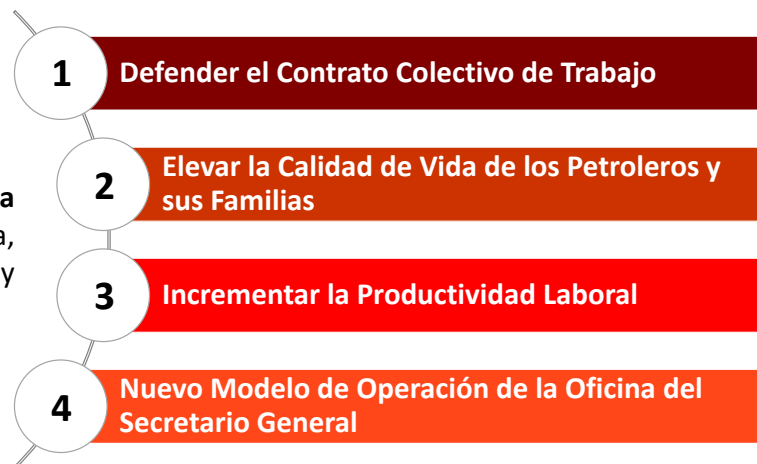 1 Defender el Contrato Colectivo de Trabajo
2 Elevar la Calidad de Vida de los Petroleros y
sus Familias
a
a,
y
3 Incrementar la Productividad Laboral
4 Nuevo Modelo de Operación de la Oficina del
Secretario General